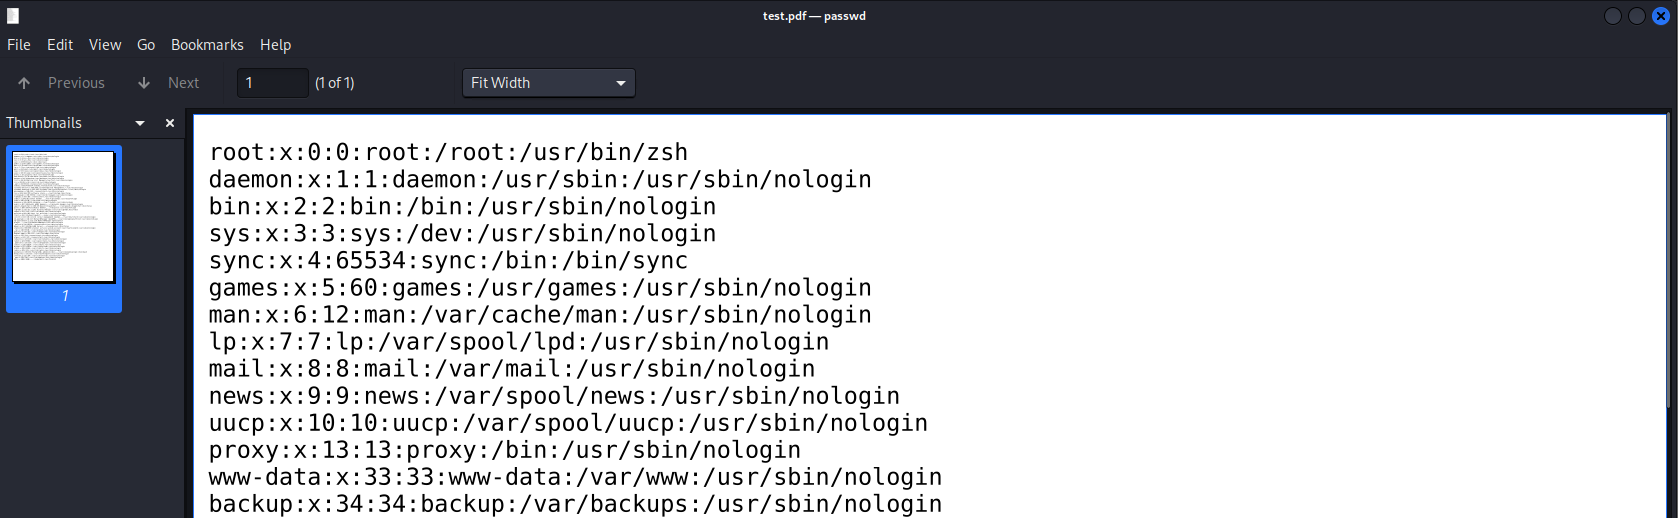 test.pdf — passwd
File Edit View Go Bookmarks Help
Previous Next 1 (1 of 1) Fit Width
Thumbnails
1
root:x:0:0:root:/root:/usr/bin/zsh
daemon:x:1:1:daemon:/usr/sbin:/usr/sbin/nologin
bin:x:2:2:bin:/bin:/usr/sbin/nologin
sys:x:3:3:sys:/dev:/usr/sbin/nologin
sync:x:4:65534:sync:/bin:/bin/sync
games:x:5:60:games:/usr/games:/usr/sbin/nologin
man:x:6:12:man:/var/cache/man:/usr/sbin/nologin
lp:x:7:7:lp:/var/spool/lpd:/usr/sbin/nologin
mail:x:8:8:mail:/var/mail:/usr/sbin/nologin
news:x:9:9:news:/var/spool/news:/usr/sbin/nologin
uucp:x:10:10:uucp:/var/spool/uucp:/usr/sbin/nologin
proxy:x:13:13:proxy:/bin:/usr/sbin/nologin
www-data:x:33:33:www-data:/var/www:/usr/sbin/nologin
backup:x:34:34:backup:/var/backups:/usr/sbin/nologin